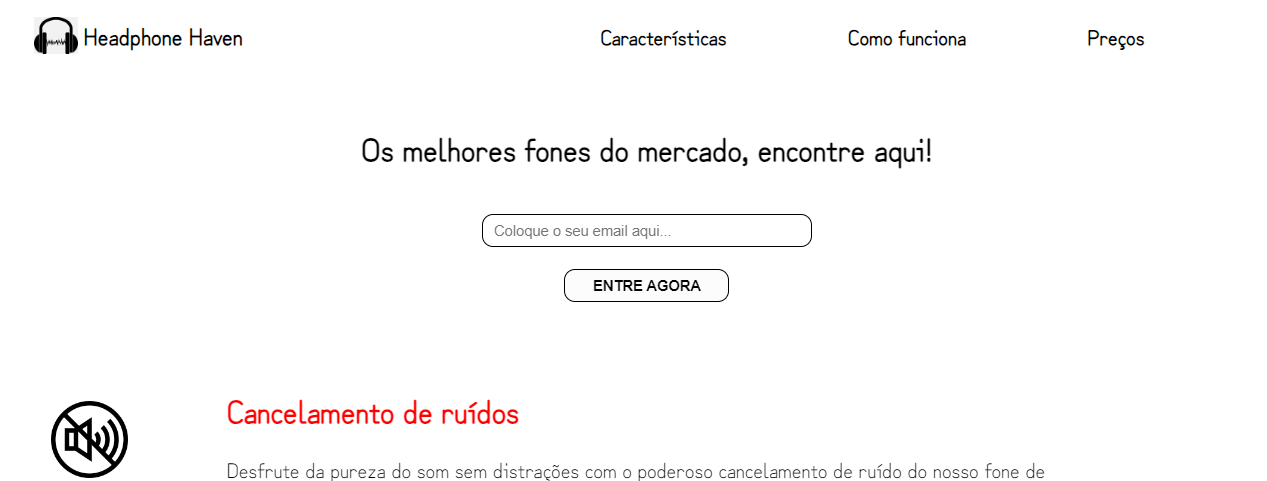 Headphone Haven
Características
Como funciona
Preços
Os melhores fones do mercado, encontre aqui!
Coloque o seu email aqui...
ENTRE AGORA
Cancelamento de ruídos
Desfrute da pureza do som sem distrações com o poderoso cancelamento de ruído do nosso fone de